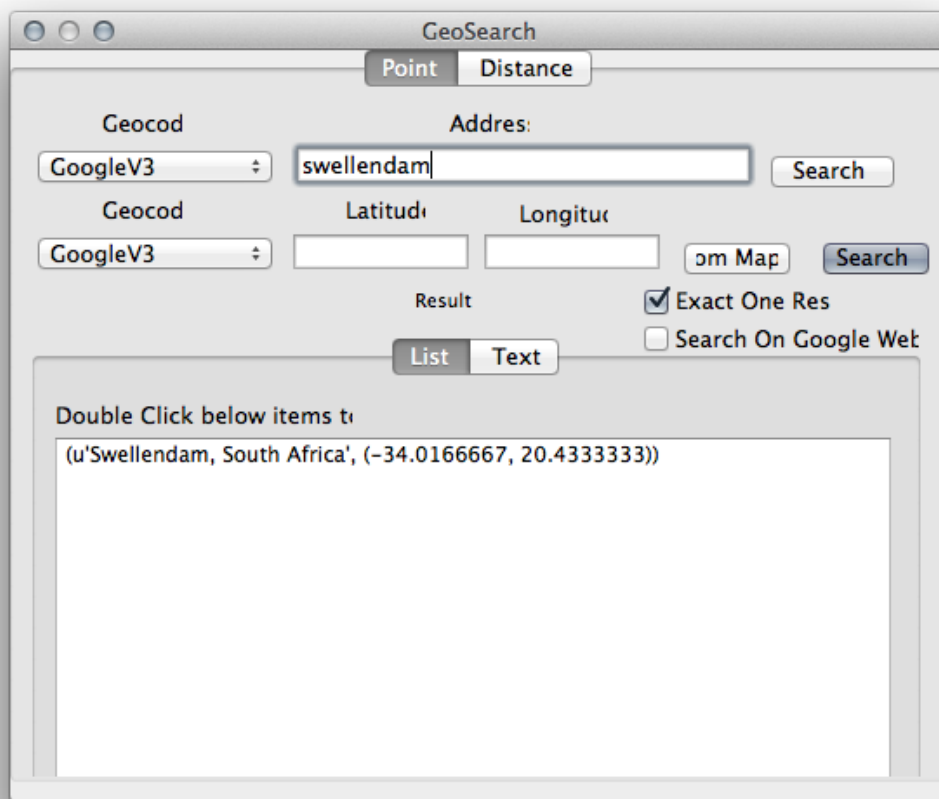 GeoSearch
Point Distance
Geocod Addres
GoogleV3 swellendam Search
Geocod Latitud Longitud
GoogleV3 om Map Search
Result Exact One Res
Search On Google Web
List Text
Double Click below items t
(u'Swellendam, South Africa', (-34.0166667, 20.4333333))